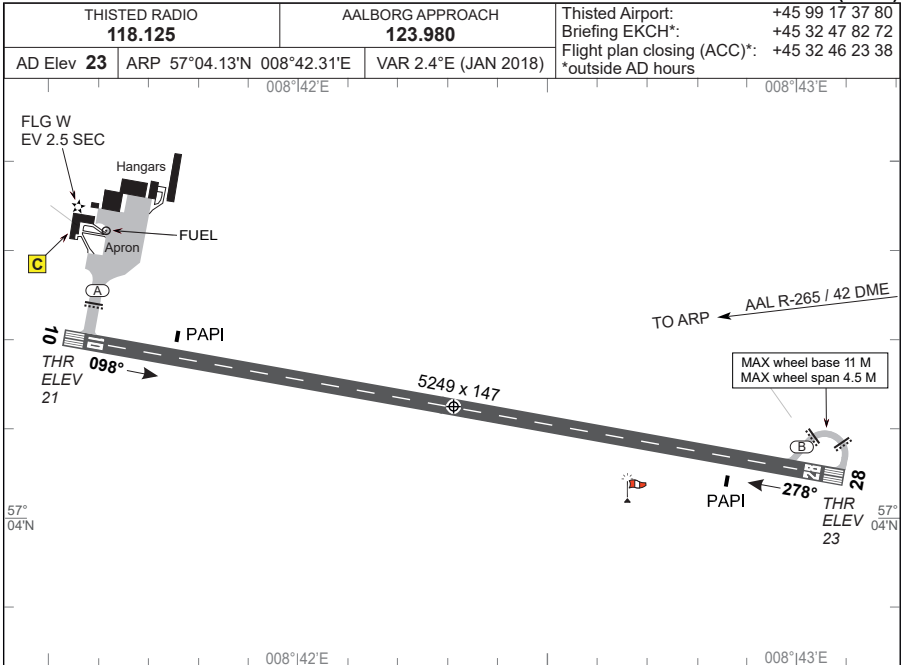 THISTED RADIO
118.125
AALBORG APPROACH
123.980
Thisted Airport: +45 99 17 37 80
Briefing EKCH*: +45 32 47 82 72
Flight plan closing (ACC)*: +45 32 46 23 38
*outside AD hours
AD Elev 23
ARP 57°04.13'N 008°42.31'E
VAR 2.4°E (JAN 2018)
008°42'E
008°43'E
FLG W
EV 2.5 SEC
Hangars
FUEL
Apron
C
A
AAL R-265 / 42 DME
TO ARP
10
PAPI
THR
ELEV
21
098°
MAX wheel base 11 M
MAX wheel span 4.5 M
5249 x 147
B
28
278°
PAPI
THR
ELEV
23
57°
04'N
57°
04'N
008°42'E
008°43'E